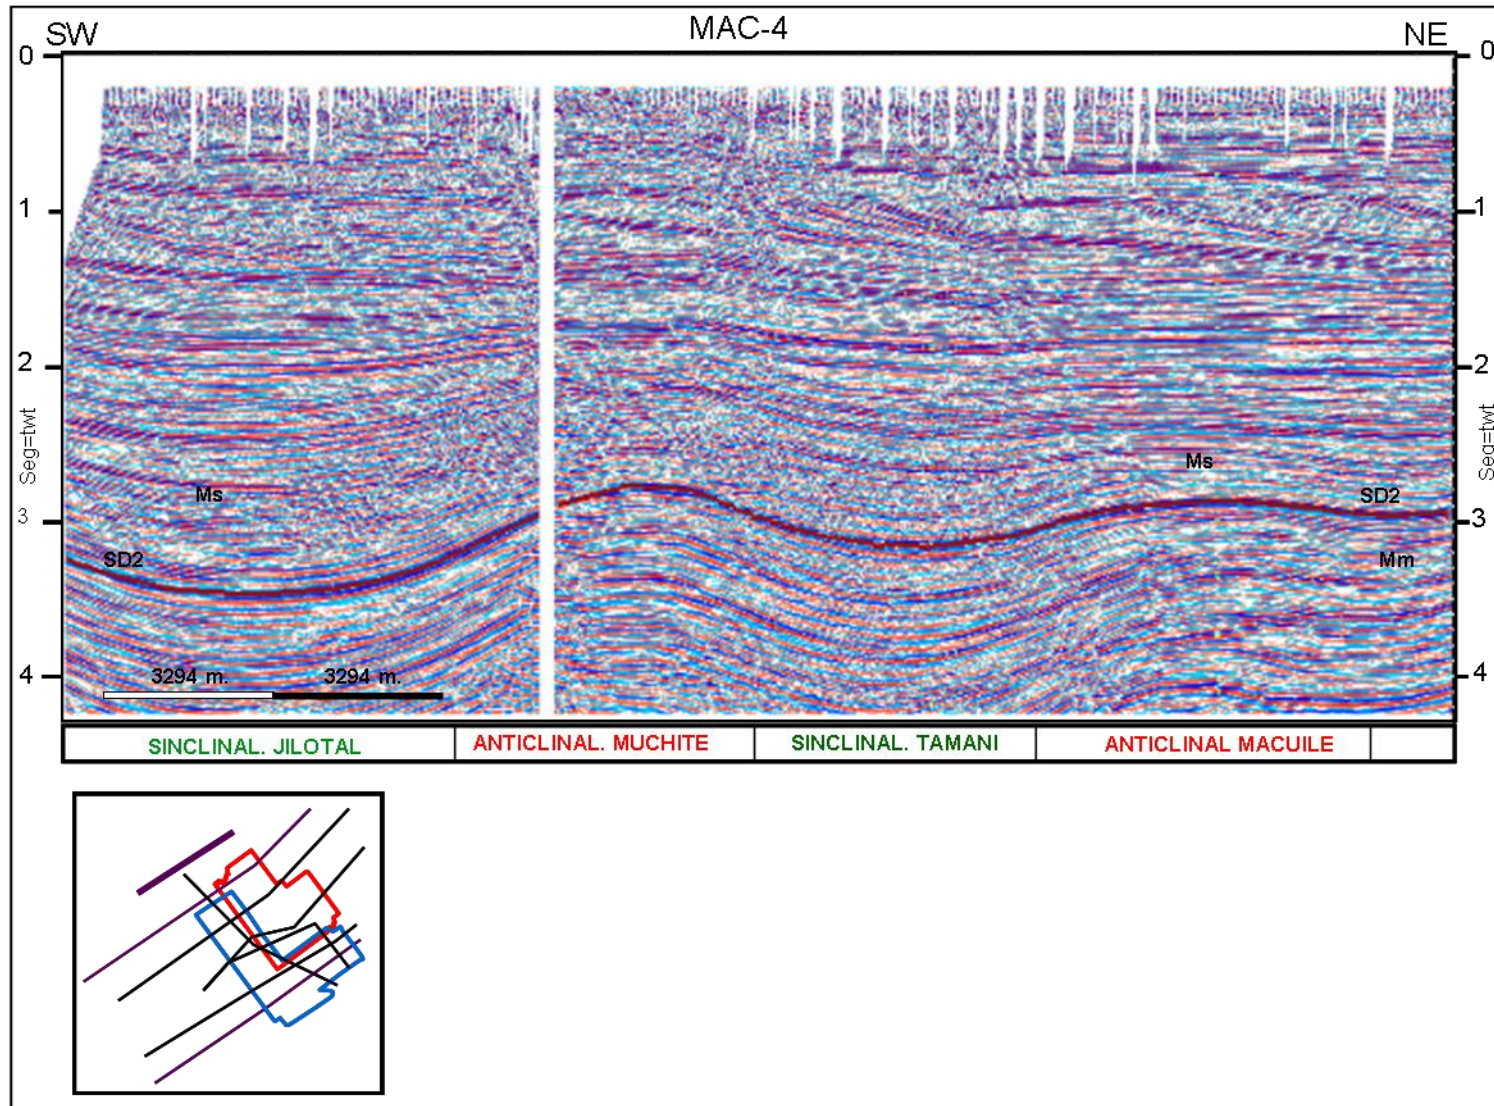 MAC-4
SW
NE
0
0
1
1
2
2
Seg=twt
Seg=twt
Ms
Ms
SD2
3
3
SD2
Mm
3294 m.
3294 m.
4
4
SINCLINAL. JILOTAL
ANTICLINAL. MUCHITE
SINCLINAL. TAMANI
ANTICLINAL MACUILE